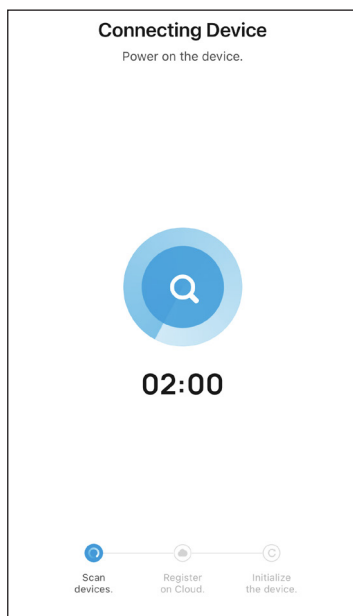 Connecting Device
Power on the device.
02:00
Scan
devices.
Register
on Cloud.
Initialize
the device.